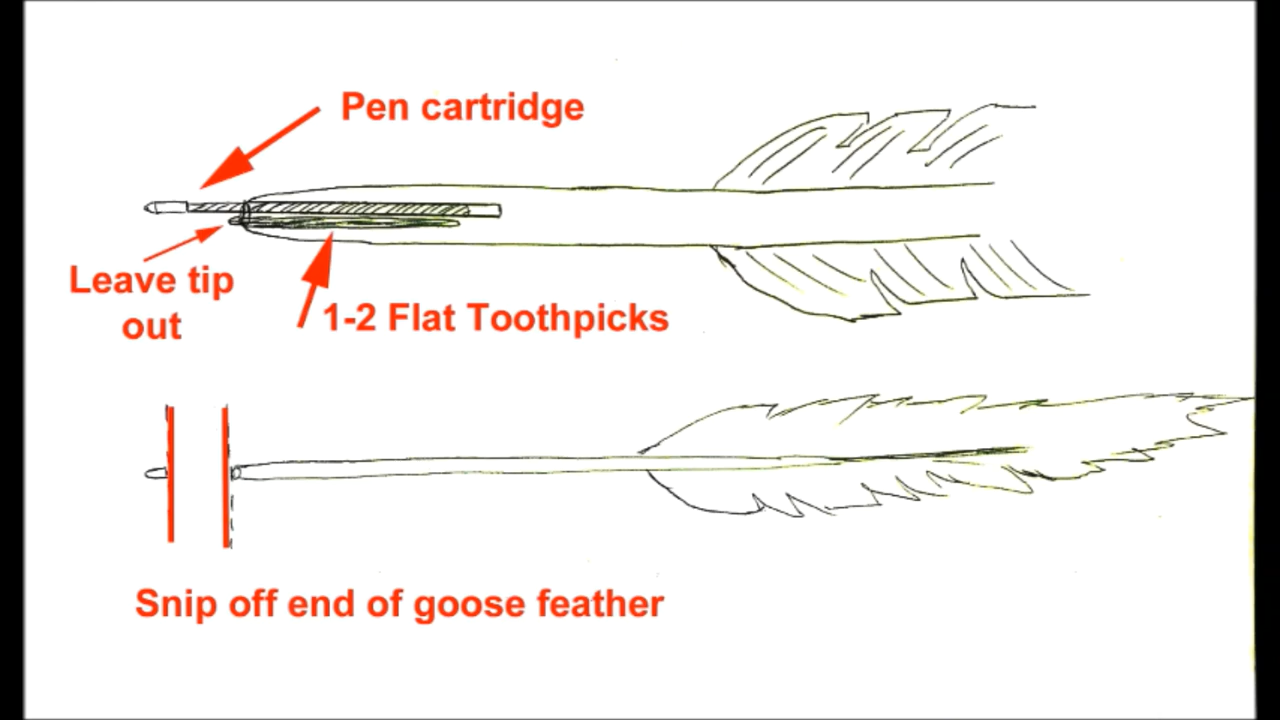 Pen cartridge
Leave tip
out
1-2 Flat Toothpicks
Snip off end of goose feather